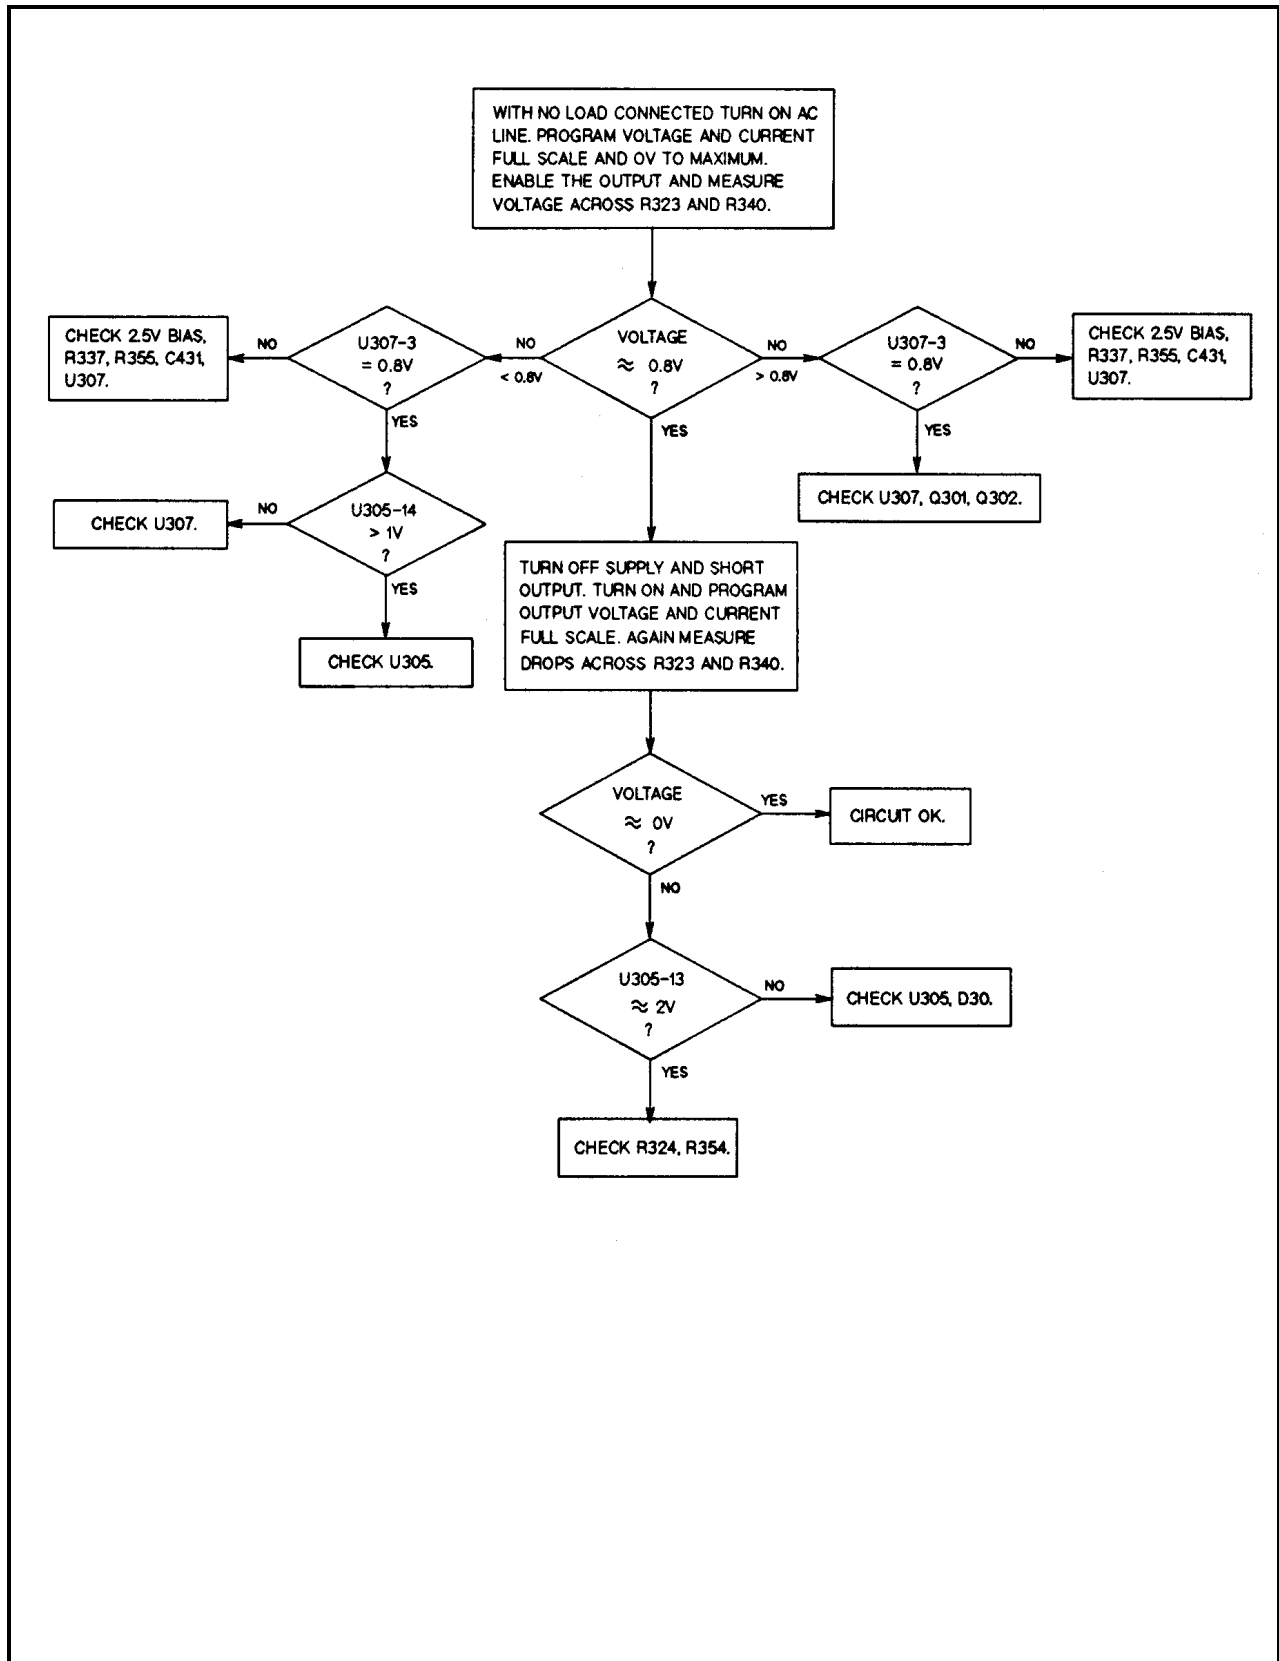 WITH NO LOAD CONNECTED TURN ON AC
LINE. PROGRAM VOLTAGE AND CURRENT
FULL SCALE AND OV TO MAXIMUM.
ENABLE THE OUTPUT AND MEASURE
VOLTAGE ACROSS R323 AND R340.
CHECK 2.5V BIAS,
R337, R355, C431,
U307.
NO
U307-3
= 0.8V
?
NO
< 0.8V
VOLTAGE
≈ 0.8V
?
NO
> 0.8V
U307-3
= 0.8V
?
NO
CHECK 2.5V BIAS,
R337, R355, C431,
U307.
YES
YES
YES
CHECK U307.
NO
U305-14
> 1V
?
CHECK U307, Q301, Q302.
YES
CHECK U305.
TURN OFF SUPPLY AND SHORT
OUTPUT. TURN ON AND PROGRAM
OUTPUT VOLTAGE AND CURRENT
FULL SCALE. AGAIN MEASURE
DROPS ACROSS R323 AND R340.
VOLTAGE
≈ 0V
?
YES
CIRCUIT OK.
NO
U305-13
≈ 2V
?
NO
CHECK U305, D30.
YES
CHECK R324, R354.